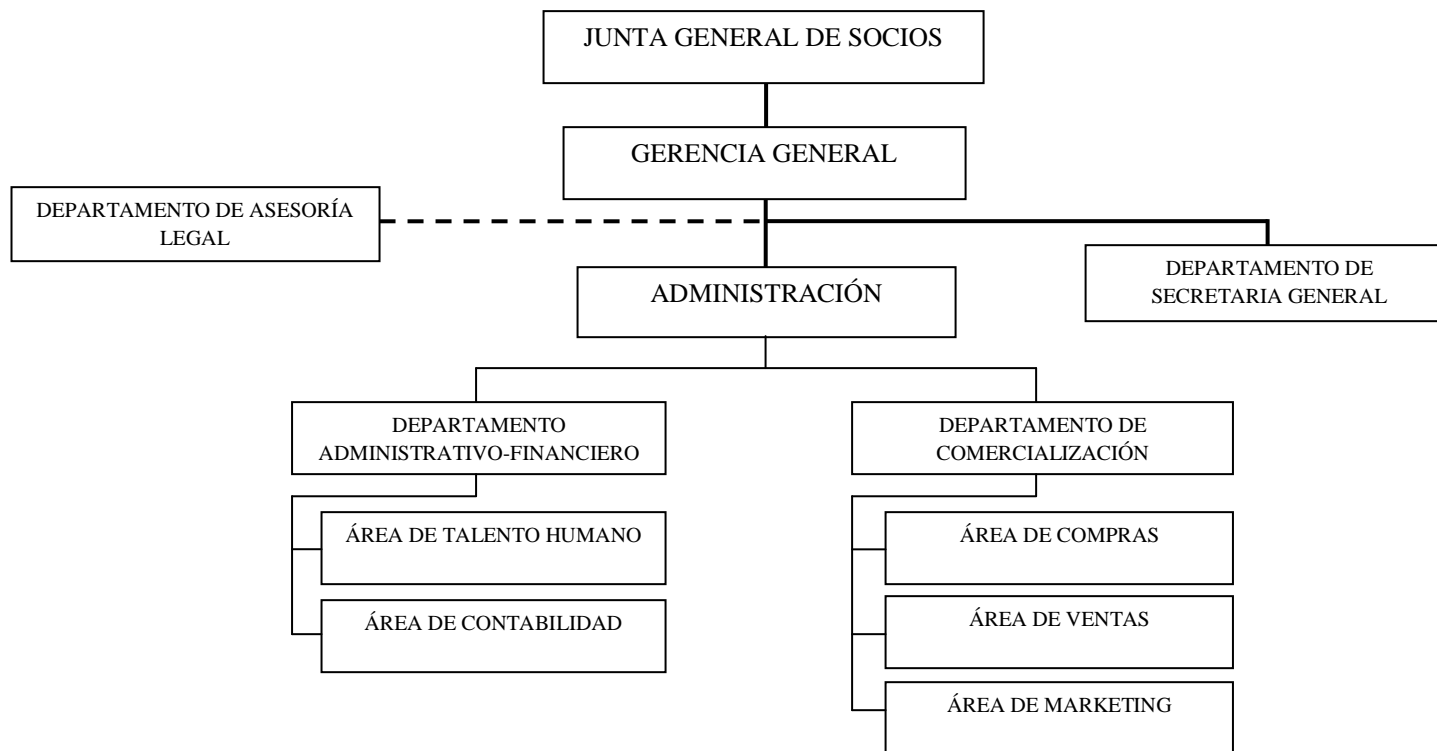 JUNTA GENERAL DE SOCIOS
GERENCIA GENERAL
DEPARTAMENTO DE ASESORÍA
LEGAL
DEPARTAMENTO DE
SECRETARIA GENERAL
ADMINISTRACIÓN
DEPARTAMENTO
ADMINISTRATIVO-FINANCIERO
DEPARTAMENTO DE
COMERCIALIZACIÓN
ÁREA DE TALENTO HUMANO
ÁREA DE CONTABILIDAD
ÁREA DE COMPRAS
ÁREA DE VENTAS
ÁREA DE MARKETING